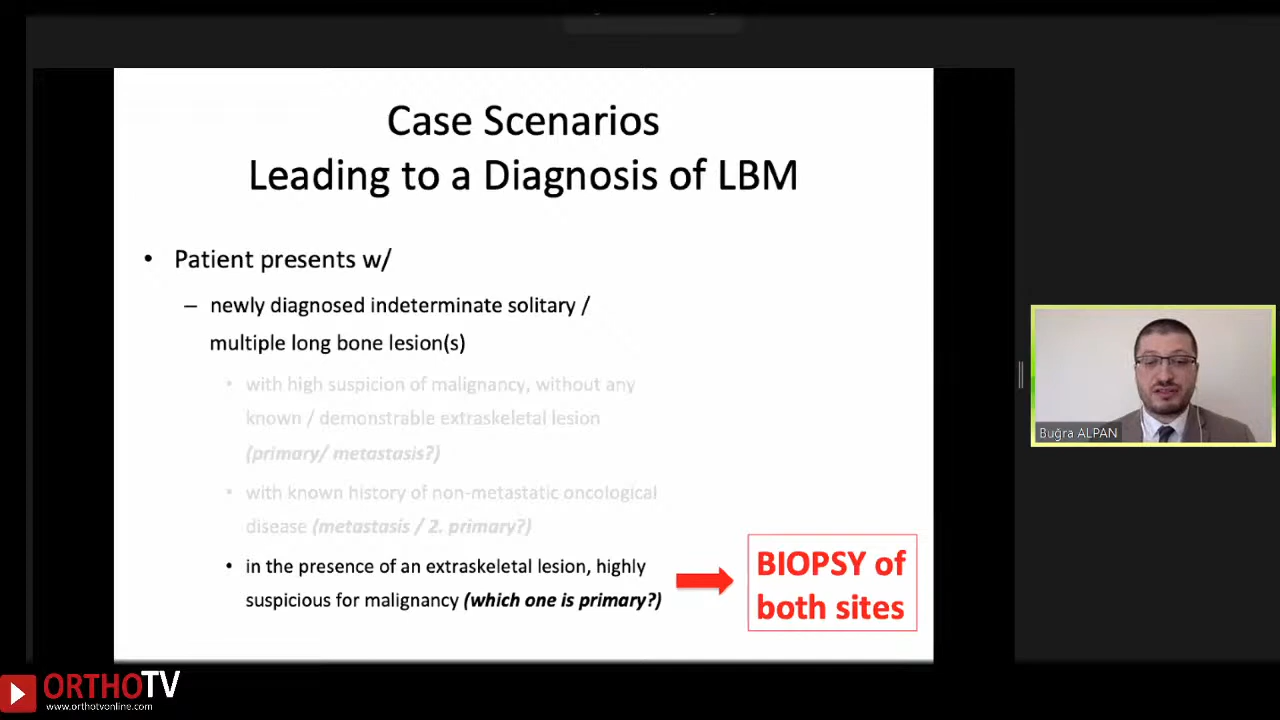 Case Scenarios
Leading to a Diagnosis of LBM
• Patient presents w/
– newly diagnosed indeterminate solitary /
multiple long bone lesion(s)
• with high suspicion of malignancy, without any
known / demonstrable extraskeletal lesion
(primary/ metastasis?)
• with known history of non-metastatic oncological
disease (metastasis / 2. primary?)
• in the presence of an extraskeletal lesion, highly
suspicious for malignancy (which one is primary?)
BIOPSY of
both sites
Buğra ALPAN
ORTHOTV
www.orthotvonline.com